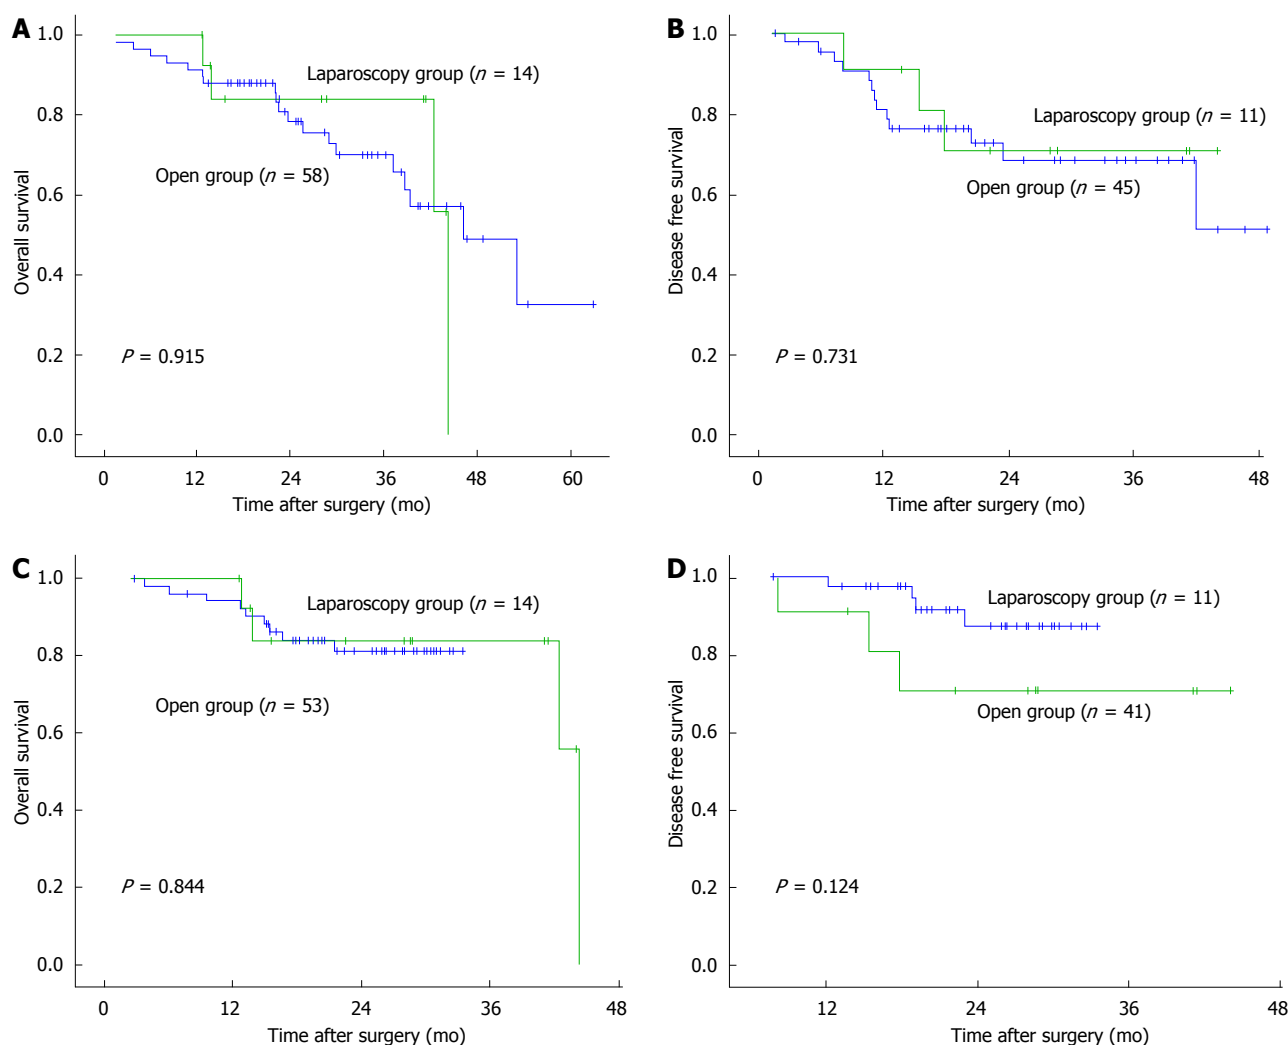 A
Overall survival
1.0
0.8
0.6
0.4
0.2
0.0
Laparoscopy group (n = 14)
Open group (n = 58)
P = 0.915
0 12 24 36 48 60
Time after surgery (mo)
B
Disease free survival
1.0
0.8
0.6
0.4
0.2
0.0
Laparoscopy group (n = 11)
Open group (n = 45)
P = 0.731
0 12 24 36 48
Time after surgery (mo)
C
Overall survival
1.0
0.8
0.6
0.4
0.2
0.0
Laparoscopy group (n = 14)
Open group (n = 53)
P = 0.844
0 12 24 36 48
Time after surgery (mo)
D
Disease free survival
1.0
0.8
0.6
0.4
0.2
0.0
Laparoscopy group (n = 11)
Open group (n = 41)
P = 0.124
12 24 36 48
Time after surgery (mo)